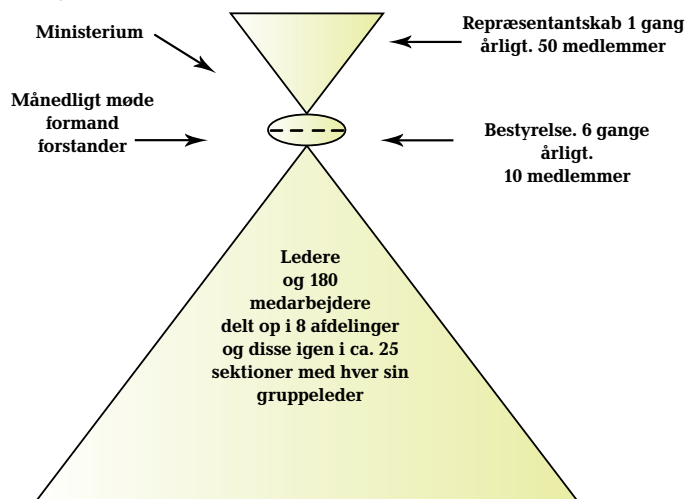 Ministerium
Repræsentantskab 1 gang
årligt. 50 medlemmer
Månedligt møde
formand
forstander
Bestyrelse. 6 gange
årligt.
10 medlemmer
Ledere
og 180
medarbejdere
delt op i 8 afdelinger
og disse igen i ca. 25
sektioner med hver sin
gruppeleder